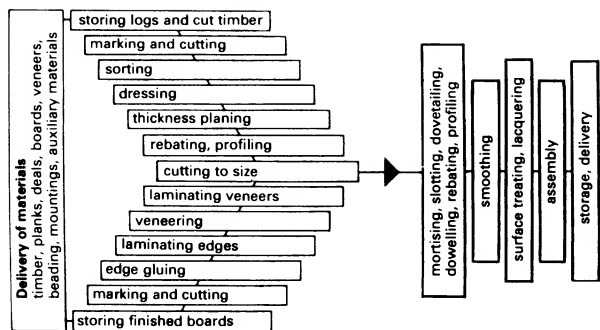 Delivery of materials
timber, planks, deals, boards, veneers,
beading, mountings, auxiliary materials
storing logs and cut timber
marking and cutting
sorting
dressing
thickness planing
rebating, profiling
cutting to size
laminating veneers
veneering
laminating edges
edge gluing
marking and cutting
storing finished boards
mortising, slotting, dovetailing,
dowelling, rebating, profiling
smoothing
surface treating, lacquering
assembly
storage, delivery